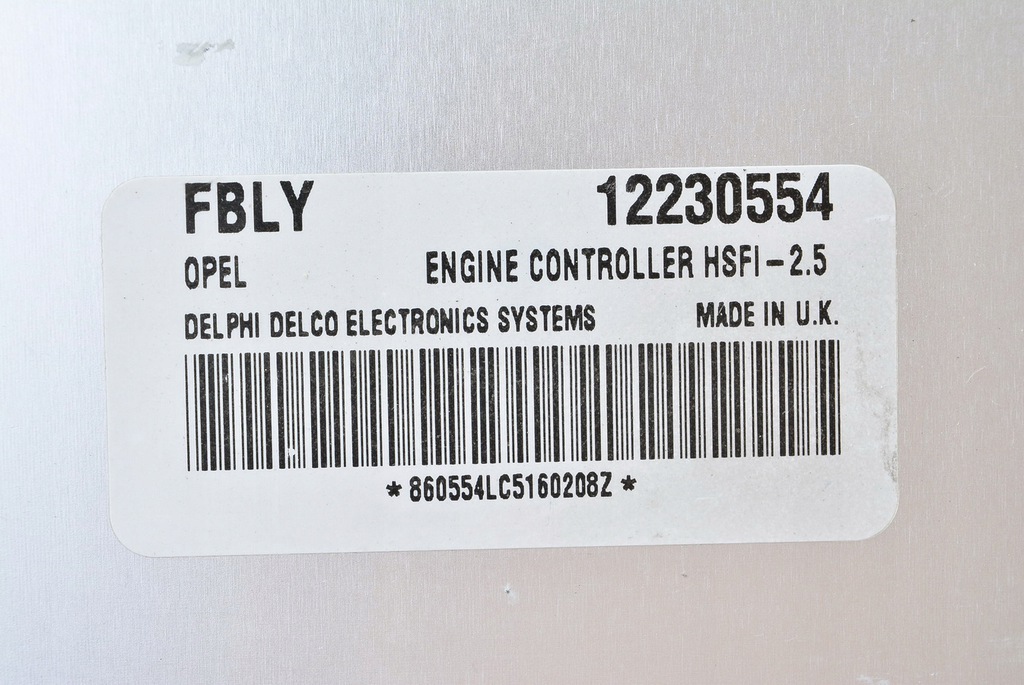 FBLY 12230554
OPEL ENGINE CONTROLLER HSFI-2.5
DELPHI DELCO ELECTRONICS SYSTEMS MADE IN U.K.
*860554LC5160208Z*